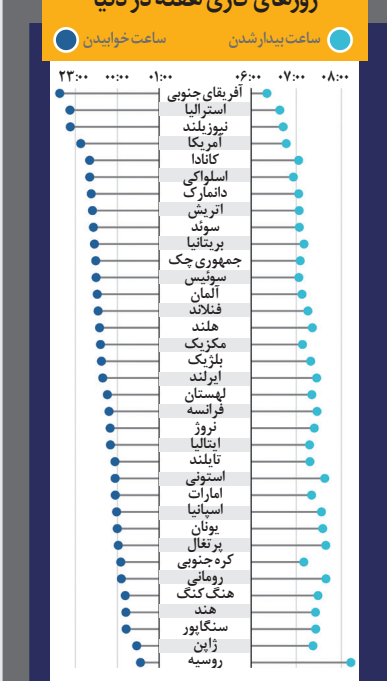 روزهای کاری هفته در دنیا
ساعت بیدار شدن ساعت خوابیدن
۲۳:۰۰ ۰۰:۰۰ ۰۱:۰۰ ۰۶:۰۰ ۰۷:۰۰ ۰۸:۰۰
آفریقای جنوبی
استرالیا
نیوزیلند
آمریکا
کانادا
اسلواکی
دانمارک
اتریش
سوئد
بریتانیا
جمهوری چک
سوئیس
آلمان
فنلاند
هلند
مکزیک
بلژیک
ایرلند
لهستان
فرانسه
نروژ
ایتالیا
تایلند
استونی
امارات
اسپانیا
یونان
پرتغال
کره جنوبی
رومانی
هنگ کنگ
هند
سنگاپور
ژاپن
روسیه